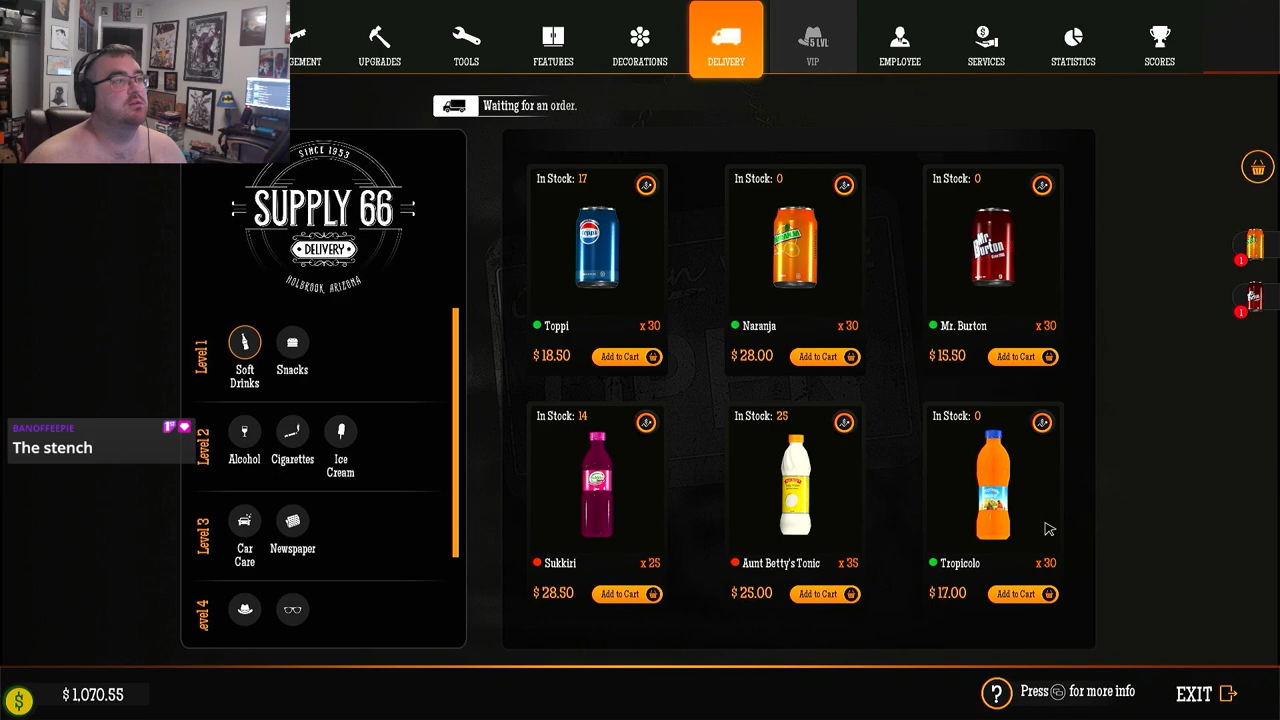 GEMENT
UPGRADES
TOOLS
FEATURES
DECORATIONS
DELIVERY
5 LVL
VIP
EMPLOYEE
SERVICES
STATISTICS
SCORES
Waiting for an order.
SINCE 1953
SUPPLY 66
DELIVERY
HOLBROOK, ARIZONA
Level 1
Soft
Drinks
Snacks
Level 2
Alcohol
Cigarettes
Ice
Cream
Level 3
Car
Care
Newspaper
Level 4
BANOFFEEPIE
The stench
In Stock: 17
Toppi x 30
$ 18.50 Add to Cart
In Stock: 0
Naranja x 30
$ 28.00 Add to Cart
In Stock: 0
Mr. Burton
Mr. Burton x 30
$ 15.50 Add to Cart
In Stock: 14
Sukkiri x 25
$ 28.50 Add to Cart
In Stock: 25
Aunt Betty's Tonic x 35
$ 25.00 Add to Cart
In Stock: 0
Tropicolo x 30
$ 17.00 Add to Cart
1
1
$ 1,070.55
? Press for more info
EXIT